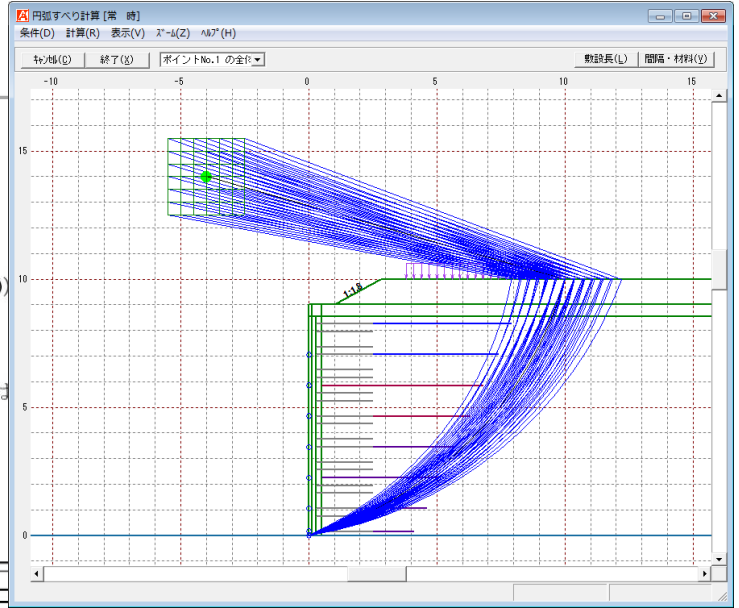 円弧すべり計算 [常 時]
条件(D) 計算(R) 表示(V) ズーム(Z) ヘルプ(H)
キャンセル(C) 終了(X) ポイントNo.1 の全 敷設長(L) 間隔・材料(V)
-10 -5 0 5 10 15
15
10
1:1.8
5
0